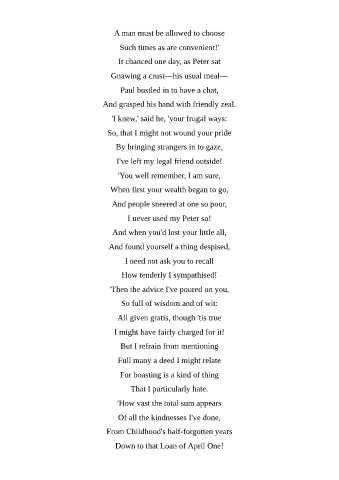 A man must be allowed to choose
Such times as are convenient!'
It chanced one day, as Peter sat
Gnawing a crust—his usual meal—
Paul bustled in to have a chat,
And grasped his hand with friendly zeal.
'I knew,' said he, 'your frugal ways:
So, that I might not wound your pride
By bringing strangers in to gaze,
I've left my legal friend outside!
'You well remember, I am sure,
When first your wealth began to go,
And people sneered at one so poor,
I never used my Peter so!
And when you'd lost your little all,
And found yourself a thing despised,
I need not ask you to recall
How tenderly I sympathised!
'Then the advice I've poured on you,
So full of wisdom and of wit:
All given gratis, though 'tis true
I might have fairly charged for it!
But I refrain from mentioning
Full many a deed I might relate
For boasting is a kind of thing
That I particularly hate.
'How vast the total sum appears
Of all the kindnesses I've done,
From Childhood's half-forgotten years
Down to that Loan of April One!